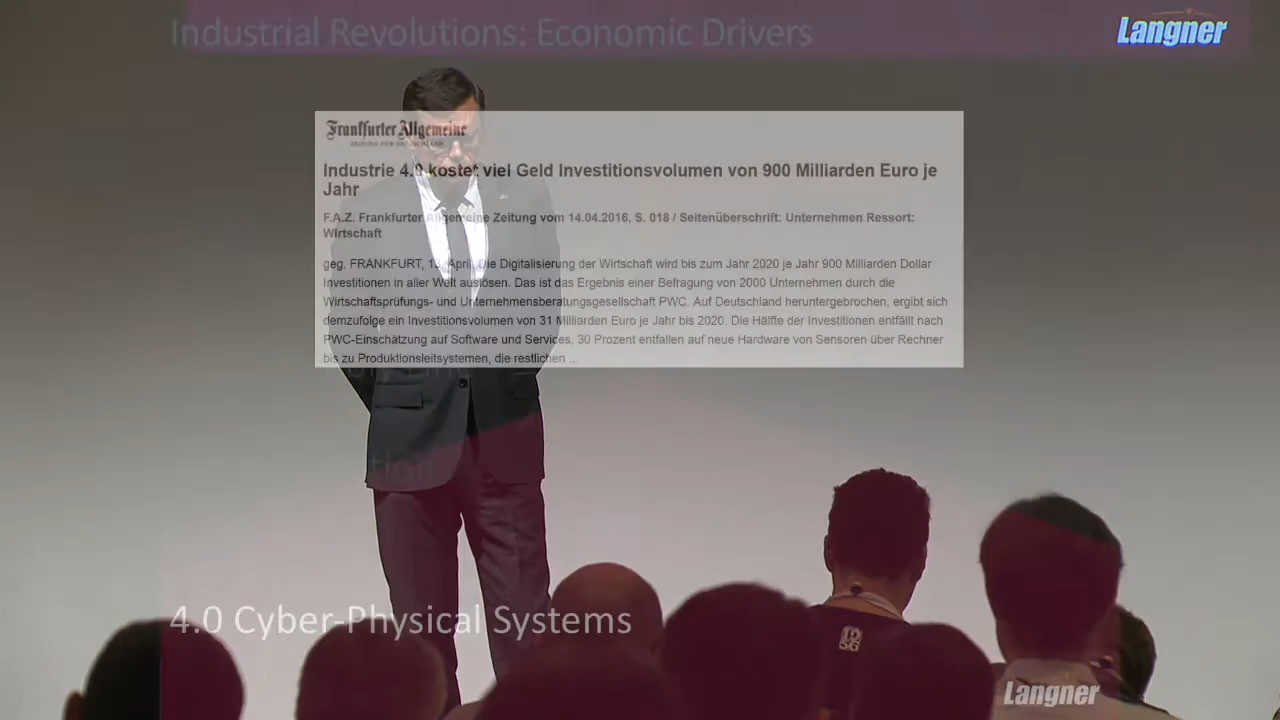 Industrial Revolutions: Economic Drivers
Langner
Frankfurter Allgemeine
Industrie 4.0 kostet viel Geld Investitionsvolumen von 900 Milliarden Euro je
Jahr
F.A.Z. Frankfurter Allgemeine Zeitung vom 14.04.2016, S. 018 / Seitenüberschrift: Unternehmen Ressort:
Wirtschaft
geg. FRANKFURT, 13. April. Die Digitalisierung der Wirtschaft wird bis zum Jahr 2020 je Jahr 900 Milliarden Dollar
Investitionen in aller Welt auslösen. Das ist das Ergebnis einer Befragung von 2000 Unternehmen durch die
Wirtschaftsprüfungs- und Unternehmensberatungsgesellschaft PWC. Auf Deutschland heruntergebrochen, ergibt sich
demzufolge ein Investitionsvolumen von 31 Milliarden Euro je Jahr bis 2020. Die Hälfte der Investitionen entfällt nach
PWC-Einschätzung auf Software und Services, 30 Prozent entfallen auf neue Hardware von Sensoren über Rechner
bis zu Produktionsleitsystemen, die restlichen ...
4.0 Cyber-Physical Systems
Langner